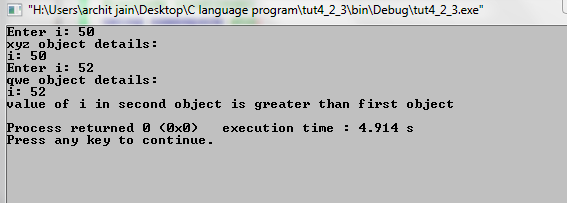 "H:\Users\archit jain\Desktop\C language program\tut4_2_3\bin\Debug\tut4_2_3.exe"
Enter i: 50
xyz object details:
i: 50
Enter i: 52
qwe object details:
i: 52
value of i in second object is greater than first object
Process returned 0 (0x0)   execution time : 4.914 s
Press any key to continue.